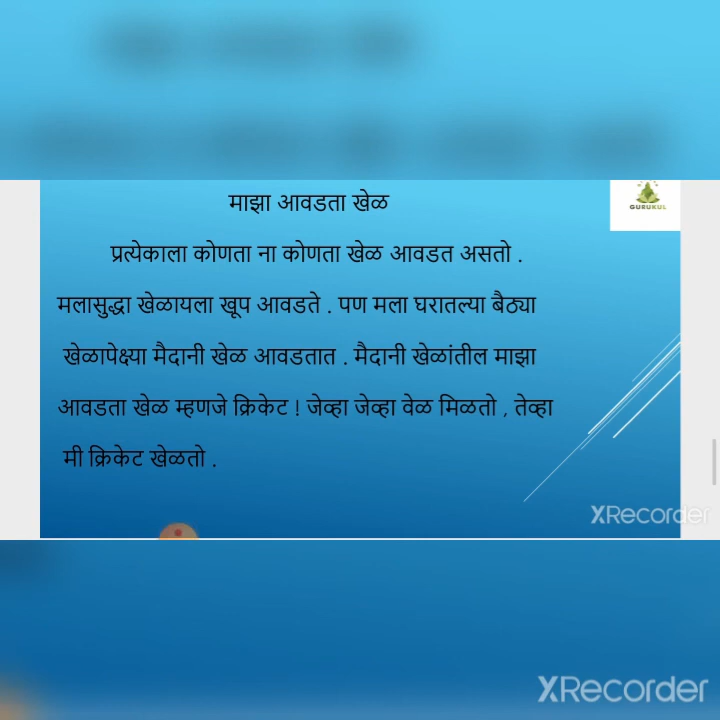 माझा आवडता खेळ
GURUKUL
प्रत्येकाला कोणता ना कोणता खेळ आवडत असतो .
मलासुद्धा खेळायला खूप आवडते . पण मला घरातल्या बैठ्या
खेळापेक्ष्या मैदानी खेळ आवडतात . मैदानी खेळांतील माझा
आवडता खेळ म्हणजे क्रिकेट ! जेव्हा जेव्हा वेळ मिळतो , तेव्हा
मी क्रिकेट खेळतो .
XRecorder
XRecorder